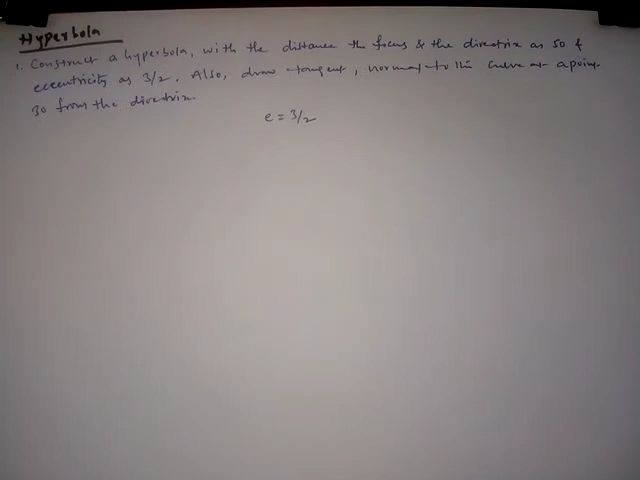 Hyperbola
1. Construct a hyperbola, with the distance the focus & the directrix as 50 &
eccentricity as 3/2. Also, draw tangent, normal to the curve at a point
30 from the directrix.
e = 3/2